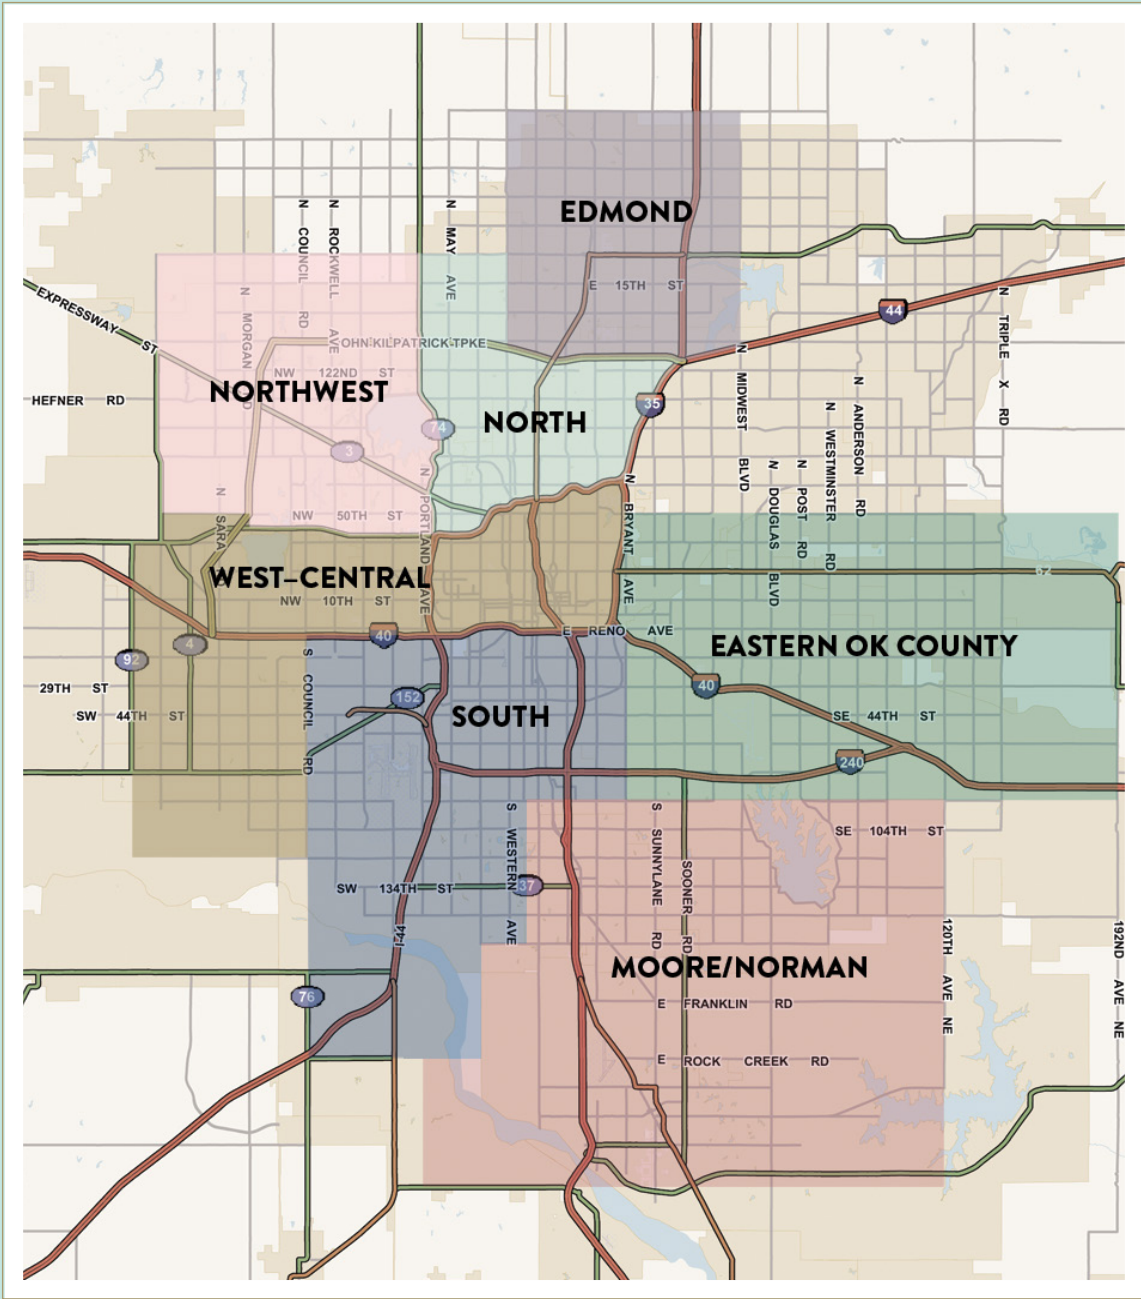 EDMOND
N COUNCIL RD
N ROCKWELL AVE
N MAY AVE
E 15TH ST
N MORGAN RD
EXPRESSWAY ST
44
N TRIPLE X RD
JOHN KILPATRICK TPKE
N MIDWEST BLVD
NW 122ND ST
NORTHWEST
HEFNER RD
35
N ANDERSON RD
N WESTMINSTER RD
NORTH
74
3
N DOUGLAS BLVD
N POST RD
N SARA
N PORTLAND AVE
N BRYANT AVE
NW 50TH ST
62
WEST–CENTRAL
NW 10TH ST
40
E RENO AVE
4
EASTERN OK COUNTY
92
S COUNCIL RD
29TH ST
152
40
SW 44TH ST
SOUTH
SE 44TH ST
240
S WESTERN AVE
S SUNNYLANE RD
SE 104TH ST
SOONER RD
SW 134TH ST
37
I-44
120TH AVE NE
192ND AVE NE
MOORE/NORMAN
76
E FRANKLIN RD
E ROCK CREEK RD